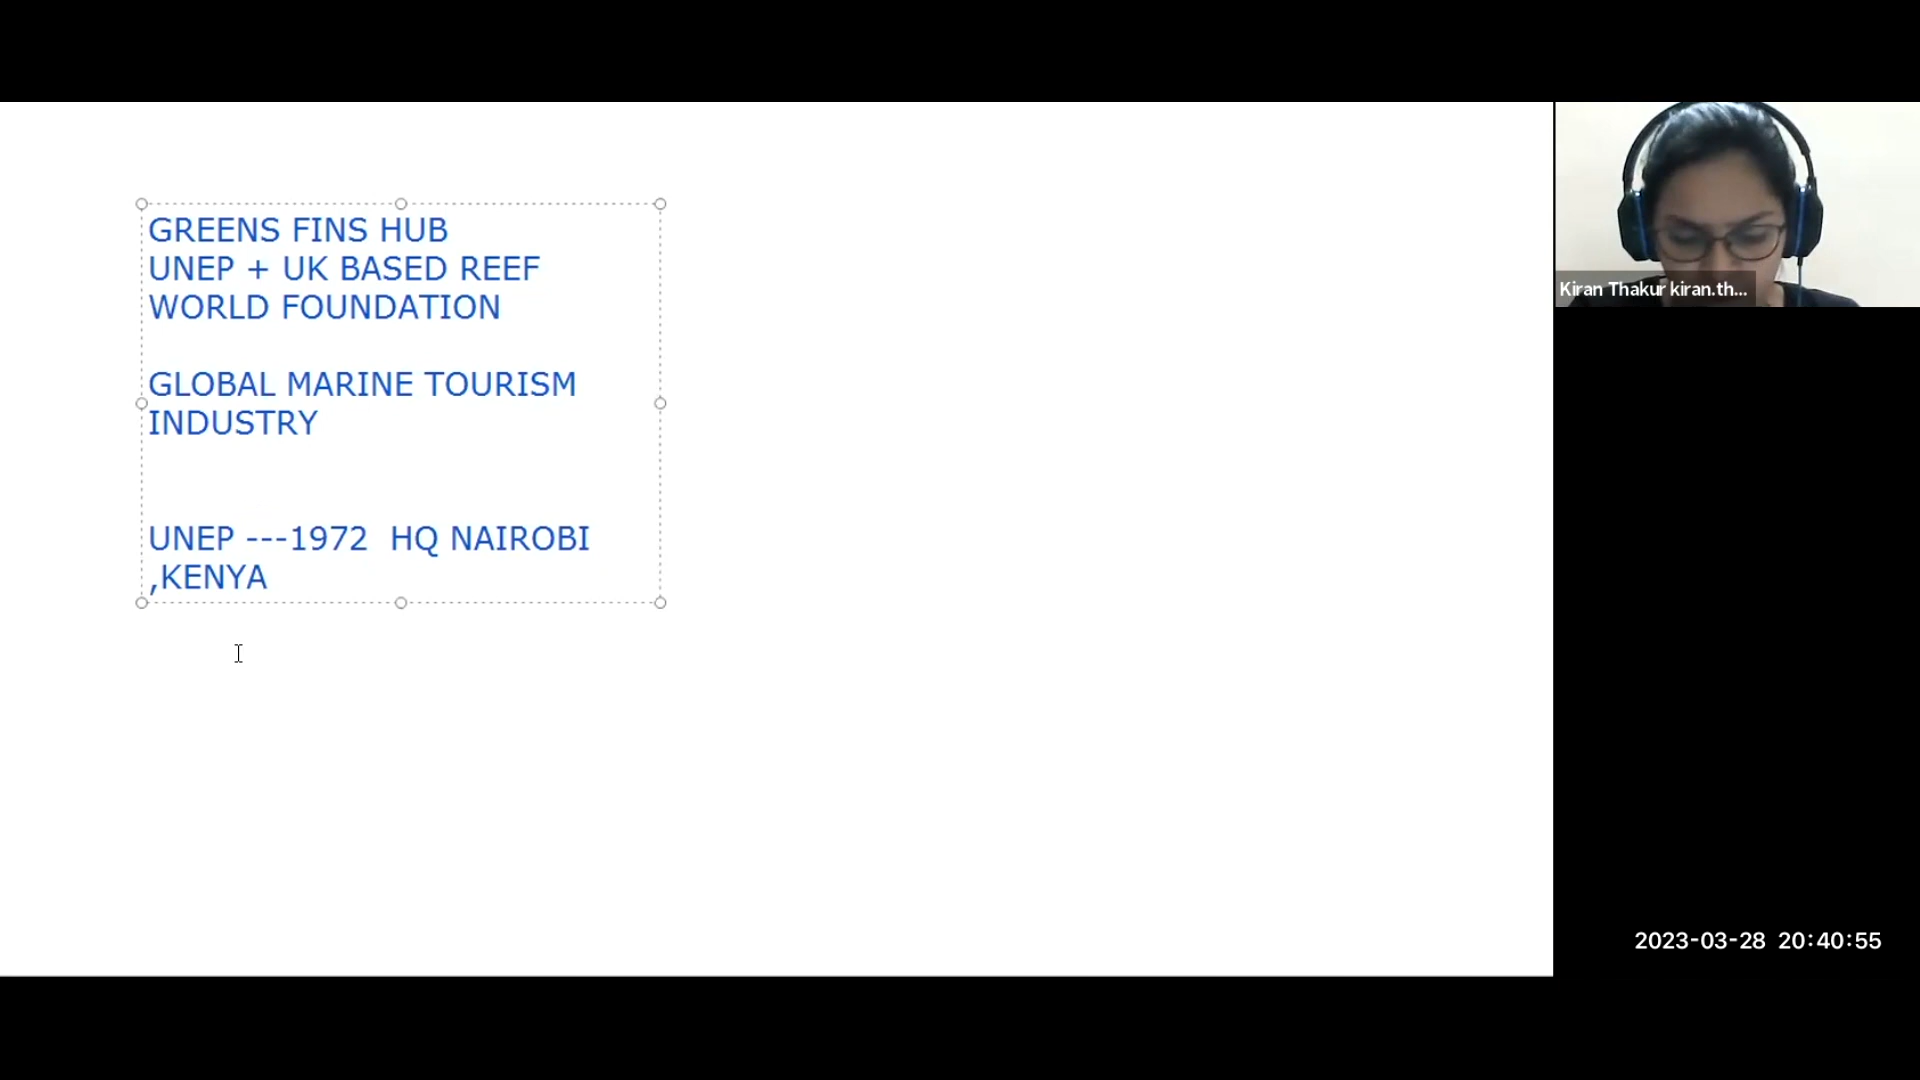 GREENS FINS HUB
UNEP + UK BASED REEF
WORLD FOUNDATION
GLOBAL MARINE TOURISM
INDUSTRY
UNEP ---1972  HQ NAIROBI
,KENYA
Kiran Thakur kiran.th...
2023-03-28 20:40:55